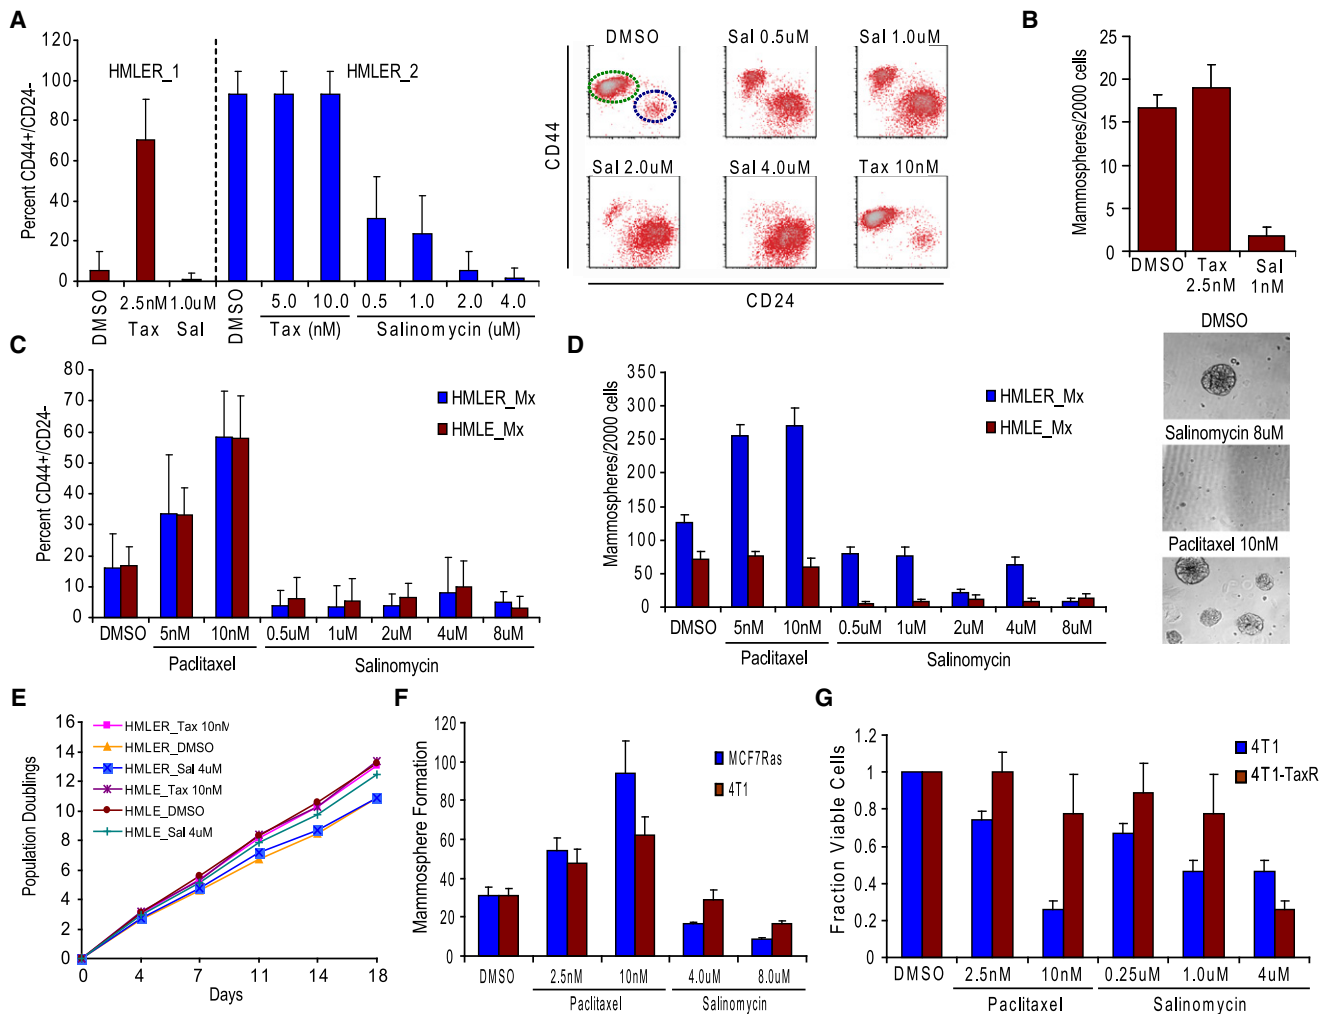 A
Percent CD44+/CD24-
120
100
80
60
40
20
0
HMLER_1
HMLER_2
DMSO
2.5nM
1.0uM
Tax
Sal
DMSO
5.0
10.0
0.5
1.0
2.0
4.0
Tax (nM)
Salinomycin (uM)
CD44
DMSO
Sal 0.5uM
Sal 1.0uM
Sal 2.0uM
Sal 4.0uM
Tax 10nM
CD24
B
Mammospheres/2000 cells
25
20
15
10
5
0
DMSO
Tax
2.5nM
Sal
1nM
DMSO
Salinomycin 8uM
Paclitaxel 10nM
C
Percent CD44+/CD24-
80
70
60
50
40
30
20
10
0
HMLER_Mx
HMLE_Mx
DMSO
5nM
10nM
0.5uM
1uM
2uM
4uM
8uM
Paclitaxel
Salinomycin
D
Mammospheres/2000 cells
350
300
250
200
150
100
50
0
HMLER_Mx
HMLE_Mx
DMSO
5nM
10nM
0.5uM
1uM
2uM
4uM
8uM
Paclitaxel
Salinomycin
E
Population Doublings
16
14
12
10
8
6
4
2
0
HMLER_Tax 10nM
HMLER_DMSO
HMLER_Sal 4uM
HMLE_Tax 10nM
HMLE_DMSO
HMLE_Sal 4uM
0
4
7
11
14
18
Days
F
Mammosphere Formation
120
100
80
60
40
20
0
MCF7Ras
4T1
DMSO
2.5nM
10nM
4.0uM
8.0uM
Paclitaxel
Salinomycin
G
Fraction Viable Cells
1.2
1
0.8
0.6
0.4
0.2
0
4T1
4T1-TaxR
DMSO
2.5nM
10nM
0.25uM
1.0uM
4uM
Paclitaxel
Salinomycin